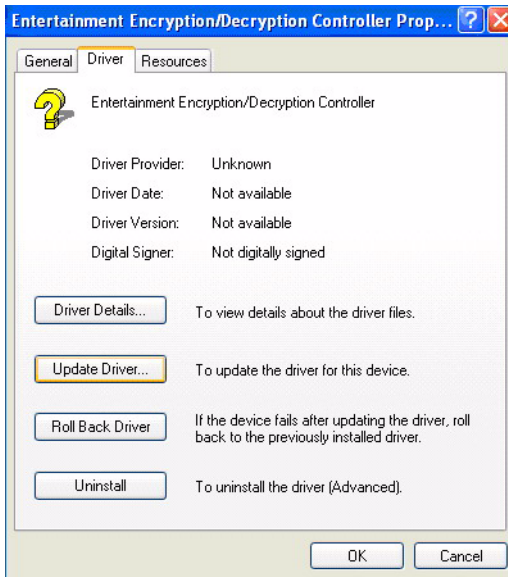 Entertainment Encryption/Decryption Controller Prop...
General Driver Resources
Entertainment Encryption/Decryption Controller
Driver Provider: Unknown
Driver Date: Not available
Driver Version: Not available
Digital Signer: Not digitally signed
Driver Details... To view details about the driver files.
Update Driver... To update the driver for this device.
Roll Back Driver If the device fails after updating the driver, roll
back to the previously installed driver.
Uninstall To uninstall the driver (Advanced).
OK Cancel